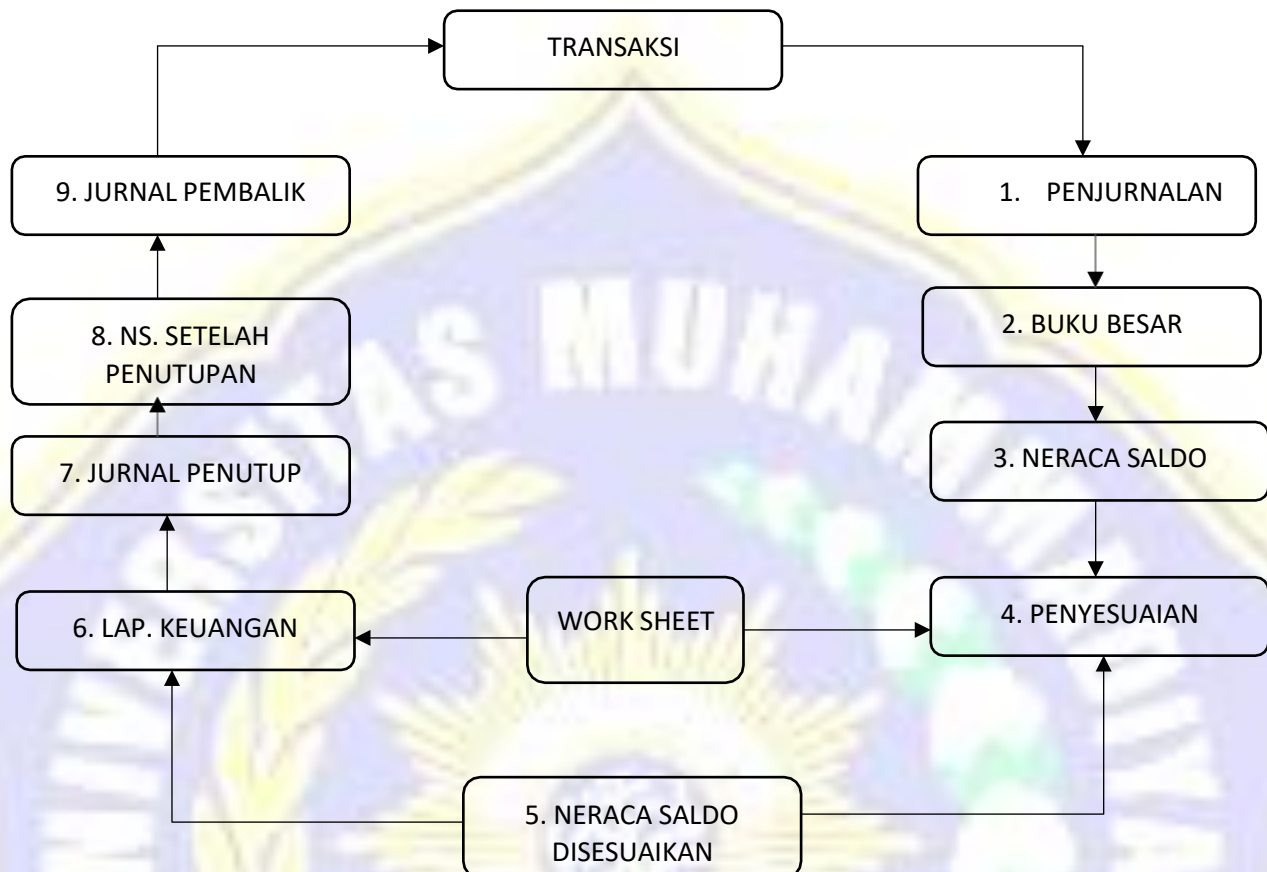 TRANSAKSI
9. JURNAL PEMBALIK
1. PENJURNALAN
8. NS. SETELAH
PENUTUPAN
2. BUKU BESAR
7. JURNAL PENUTUP
3. NERACA SALDO
6. LAP. KEUANGAN
WORK SHEET
4. PENYESUAIAN
5. NERACA SALDO
DISESUAIKAN